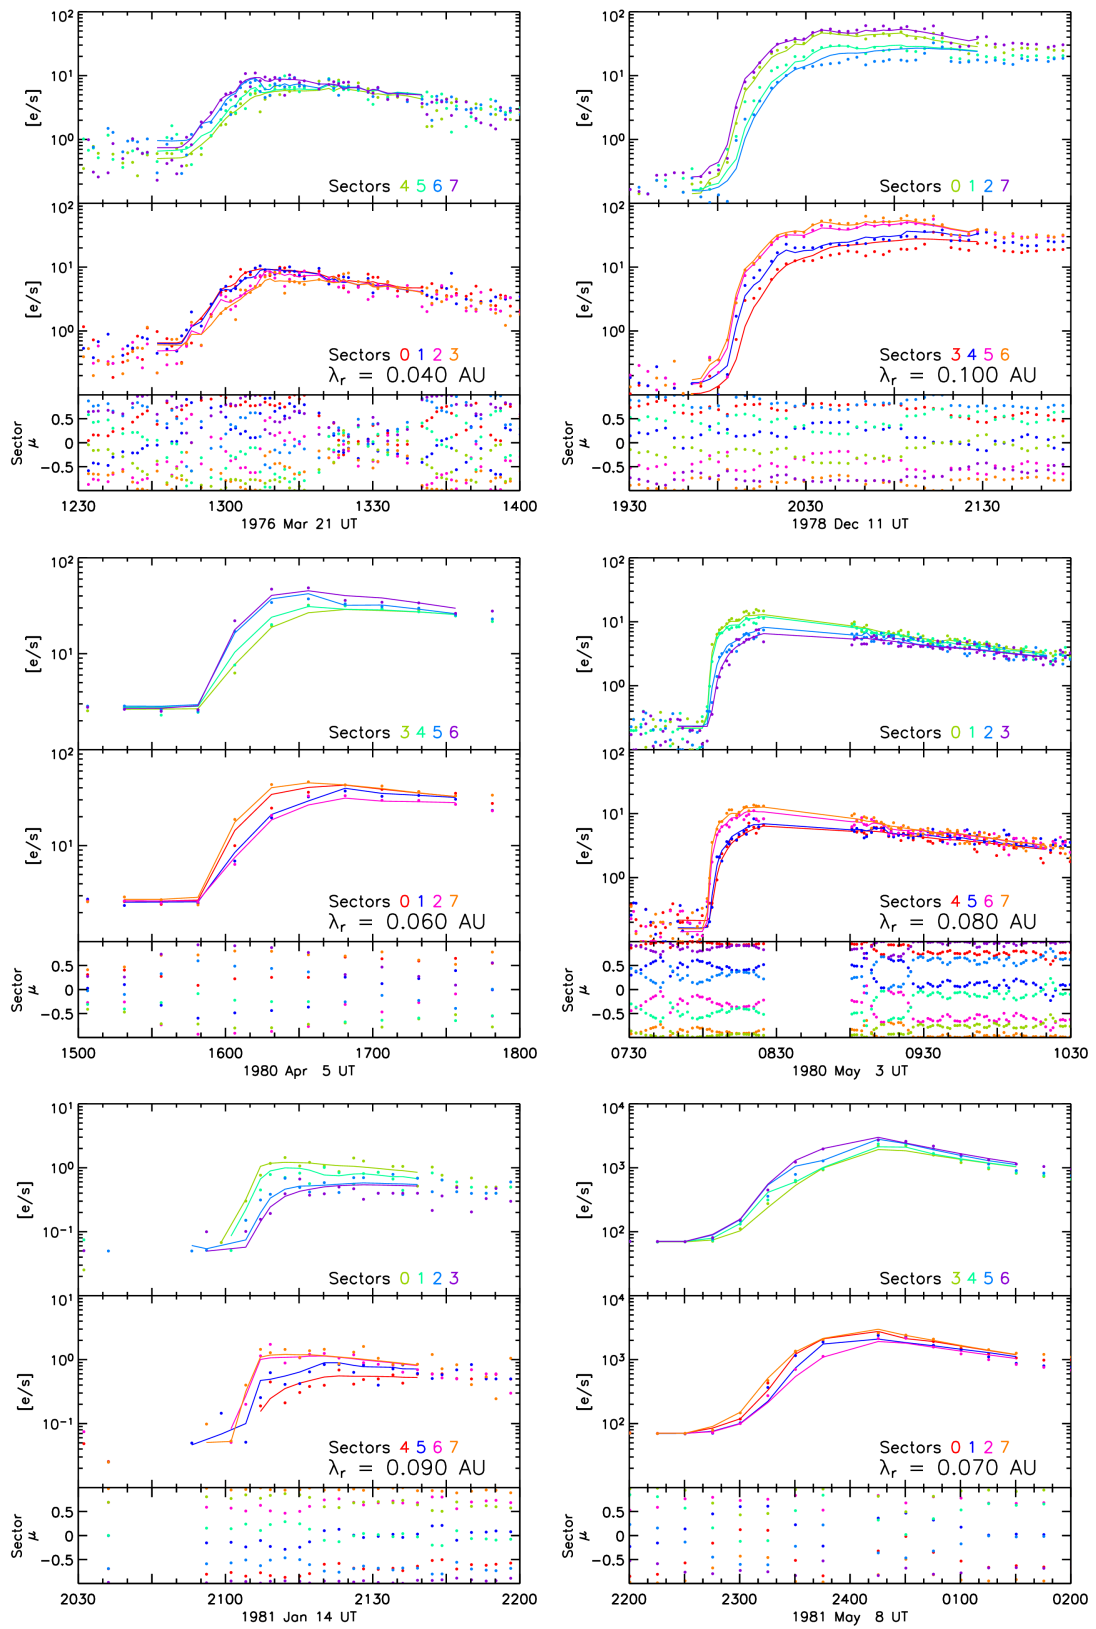 10² 10¹ 10⁰ [e/s] Sectors 4 5 6 7
10² 10¹ 10⁰ [e/s] Sectors 0 1 2 3
λr = 0.040 AU
0.5 0 −0.5 Sector μ
1230 1300 1330 1400
1976 Mar 21 UT
10² 10¹ 10⁰ [e/s] Sectors 0 1 2 7
10² 10¹ 10⁰ [e/s] Sectors 3 4 5 6
λr = 0.100 AU
0.5 0 −0.5 Sector μ
1930 2030 2130
1978 Dec 11 UT
10² 10¹ [e/s] Sectors 3 4 5 6
10² 10¹ [e/s] Sectors 0 1 2 7
λr = 0.060 AU
0.5 0 −0.5 Sector μ
1500 1600 1700 1800
1980 Apr 5 UT
10² 10¹ 10⁰ [e/s] Sectors 0 1 2 3
10² 10¹ 10⁰ [e/s] Sectors 4 5 6 7
λr = 0.080 AU
0.5 0 −0.5 Sector μ
0730 0830 0930 1030
1980 May 3 UT
10¹ 10⁰ 10⁻¹ [e/s] Sectors 0 1 2 3
10¹ 10⁰ 10⁻¹ [e/s] Sectors 4 5 6 7
λr = 0.090 AU
0.5 0 −0.5 Sector μ
2030 2100 2130 2200
1981 Jan 14 UT
10⁴ 10³ 10² [e/s] Sectors 3 4 5 6
10⁴ 10³ 10² [e/s] Sectors 0 1 2 7
λr = 0.070 AU
0.5 0 −0.5 Sector μ
2200 2300 2400 0100 0200
1981 May 8 UT